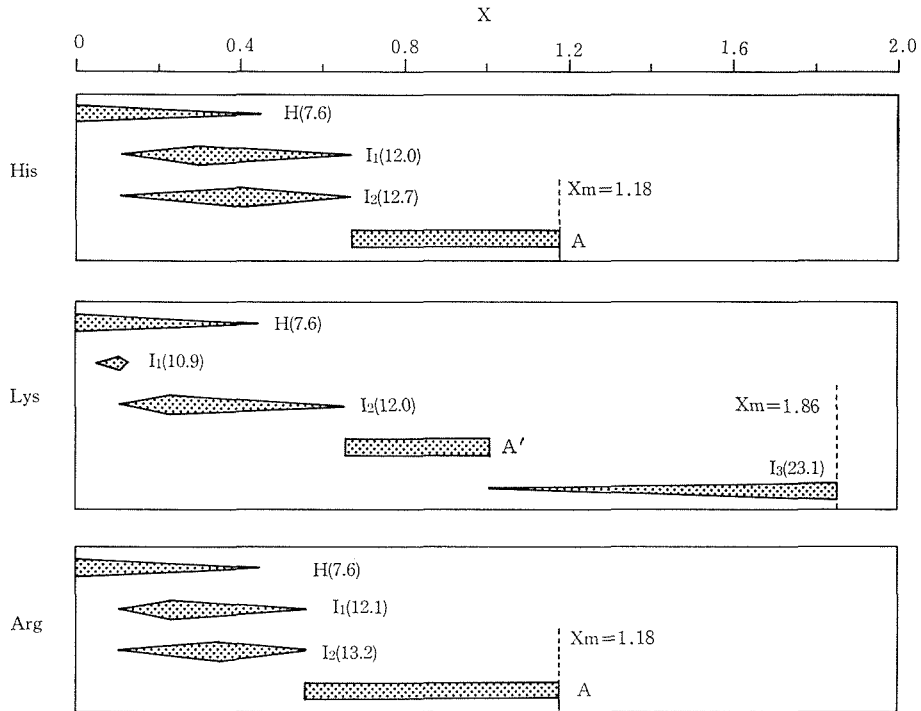 X
0 0.4 0.8 1.2 1.6 2.0
His
H(7.6)
I₁(12.0)
I₂(12.7)
Xm=1.18
A
Lys
H(7.6)
I₁(10.9)
I₂(12.0)
Xm=1.86
A′
I₃(23.1)
Arg
H(7.6)
I₁(12.1)
I₂(13.2)
Xm=1.18
A